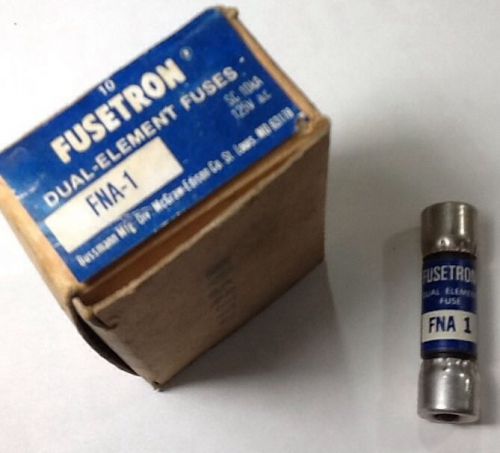 10
FUSETRON
DUAL-ELEMENT FUSES
SC 10kA
125V AC
FNA-1
Bussmann Mfg. Div. McGraw-Edison Co. St. Louis, MO 63178
FUSETRON
DUAL ELEMENT
FUSE
FNA 1